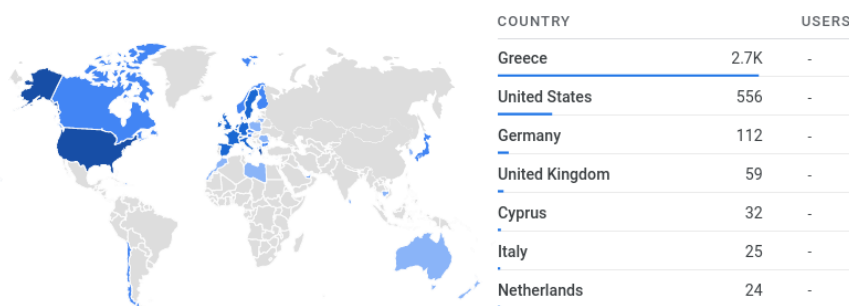 COUNTRY USERS
Greece 2.7K -
United States 556 -
Germany 112 -
United Kingdom 59 -
Cyprus 32 -
Italy 25 -
Netherlands 24 -